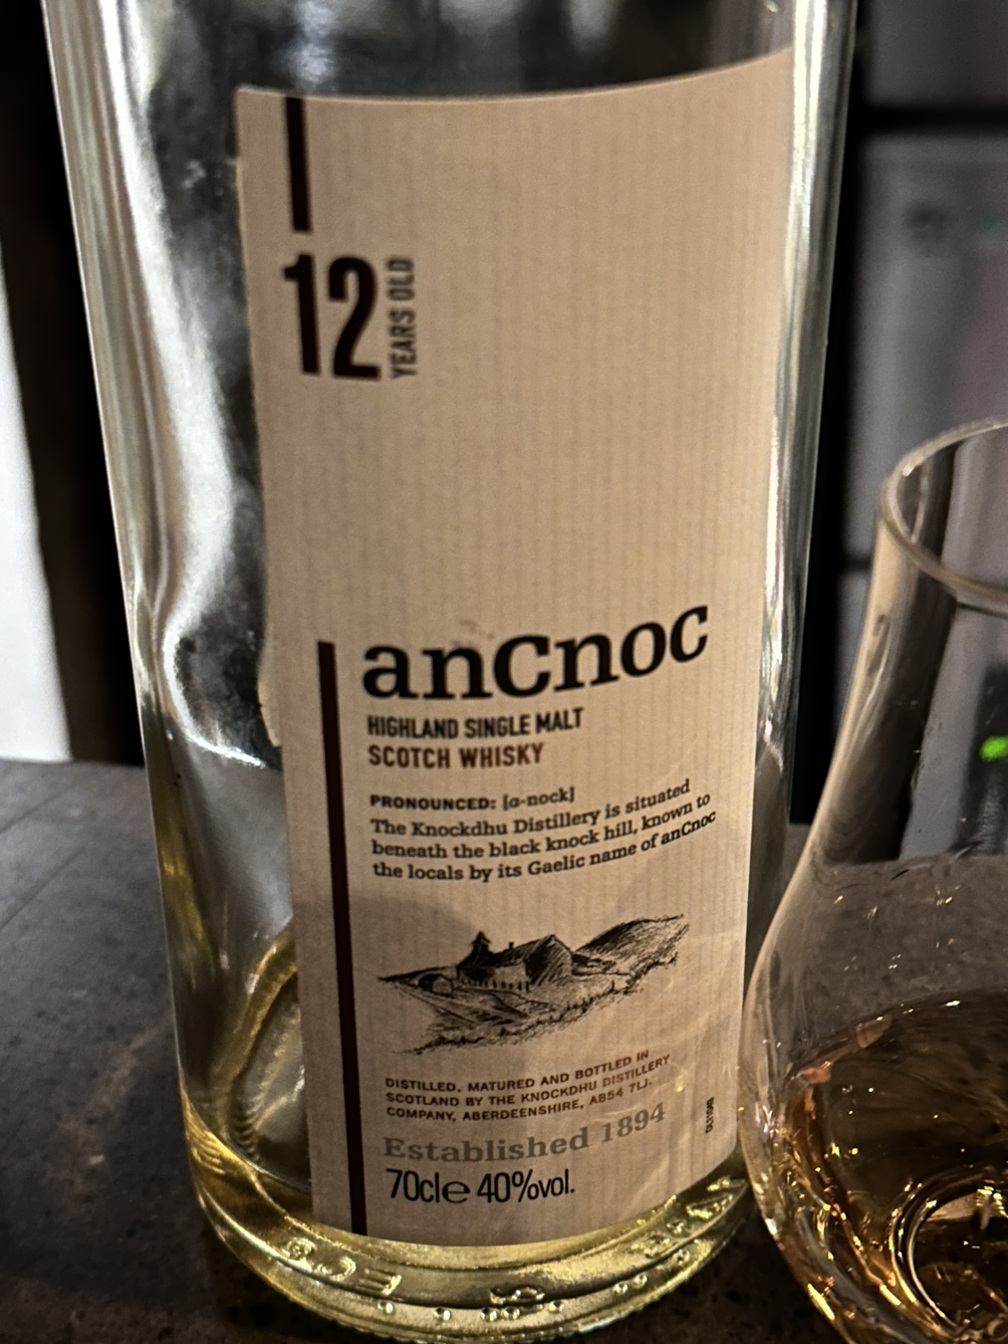 12
YEARS OLD
anCnoc
HIGHLAND SINGLE MALT
SCOTCH WHISKY
PRONOUNCED: [a-nock]
The Knockdhu Distillery is situated
beneath the black knock hill, known to
the locals by its Gaelic name of anCnoc
DISTILLED, MATURED AND BOTTLED IN
SCOTLAND BY THE KNOCKDHU DISTILLERY
COMPANY, ABERDEENSHIRE, AB54 7LJ.
Established 1894
70cl℮ 40%vol.